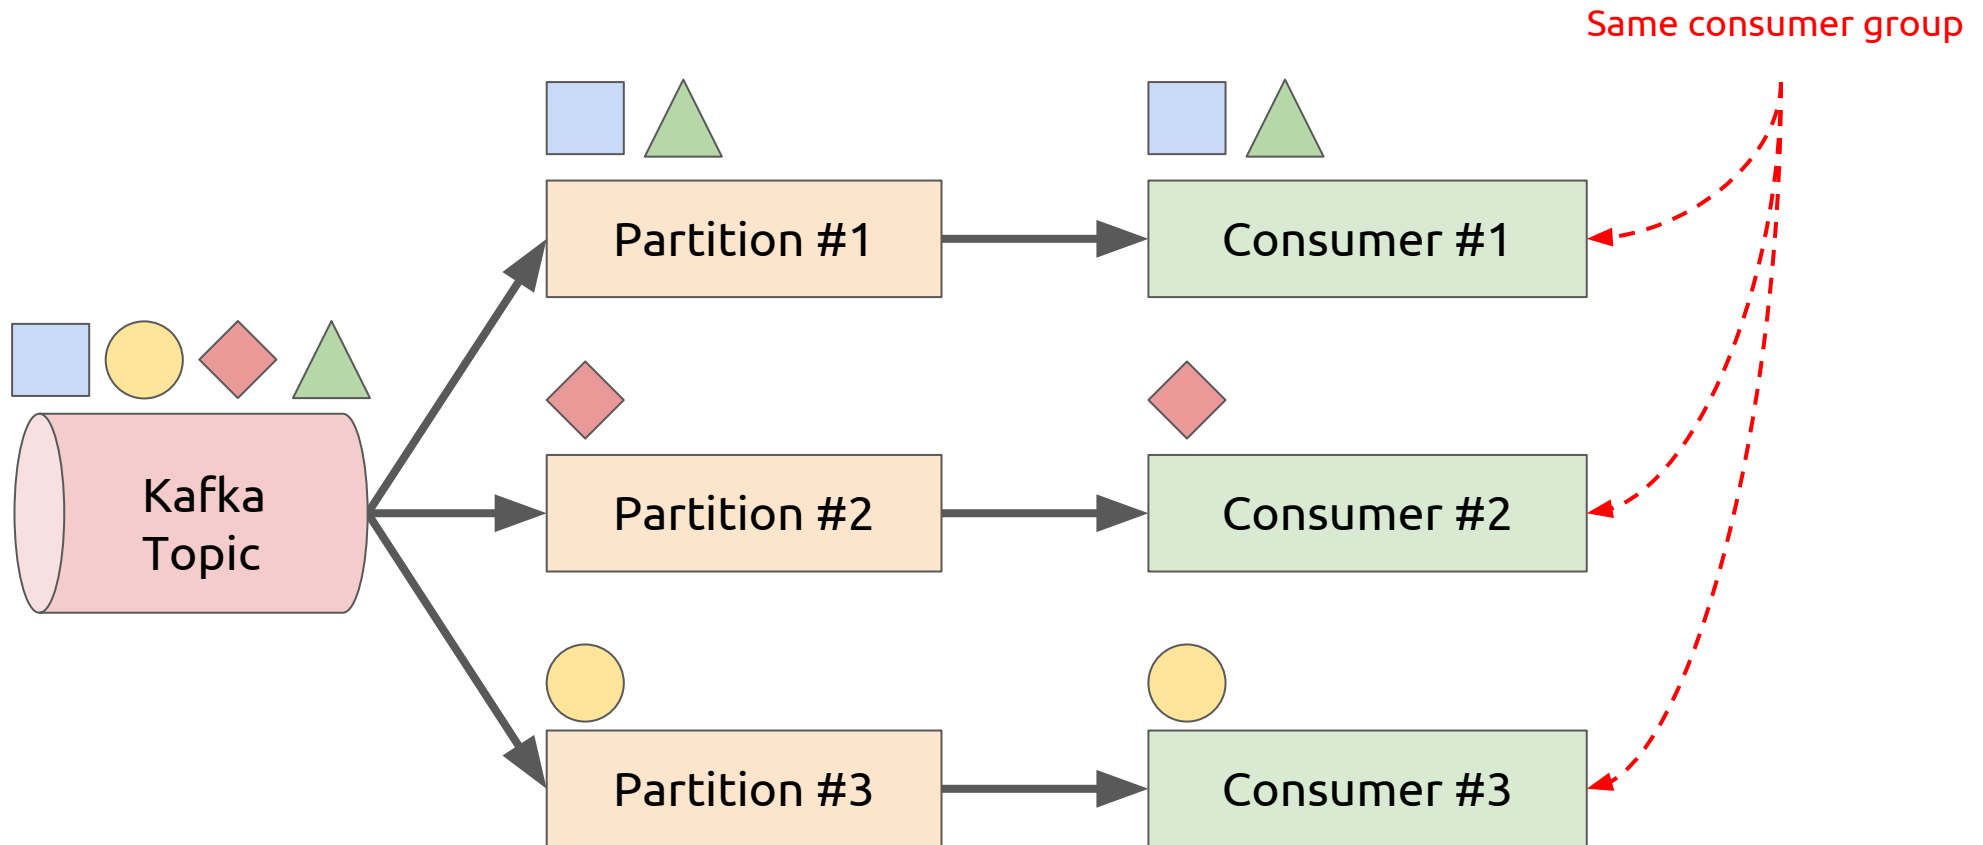 Same consumer group
Partition #1
Consumer #1
Kafka
Topic
Partition #2
Consumer #2
Partition #3
Consumer #3